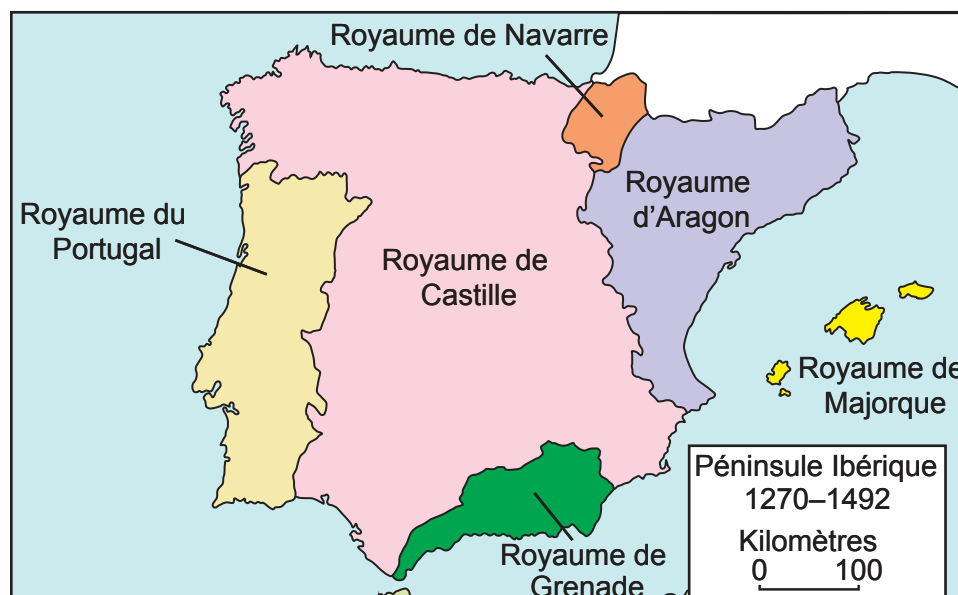 Royaume de Navarre
Royaume
d’Aragon
Royaume du
Portugal
Royaume de
Castille
Royaume de
Majorque
Royaume de
Grenade
Péninsule Ibérique
1270–1492
Kilomètres
0 100